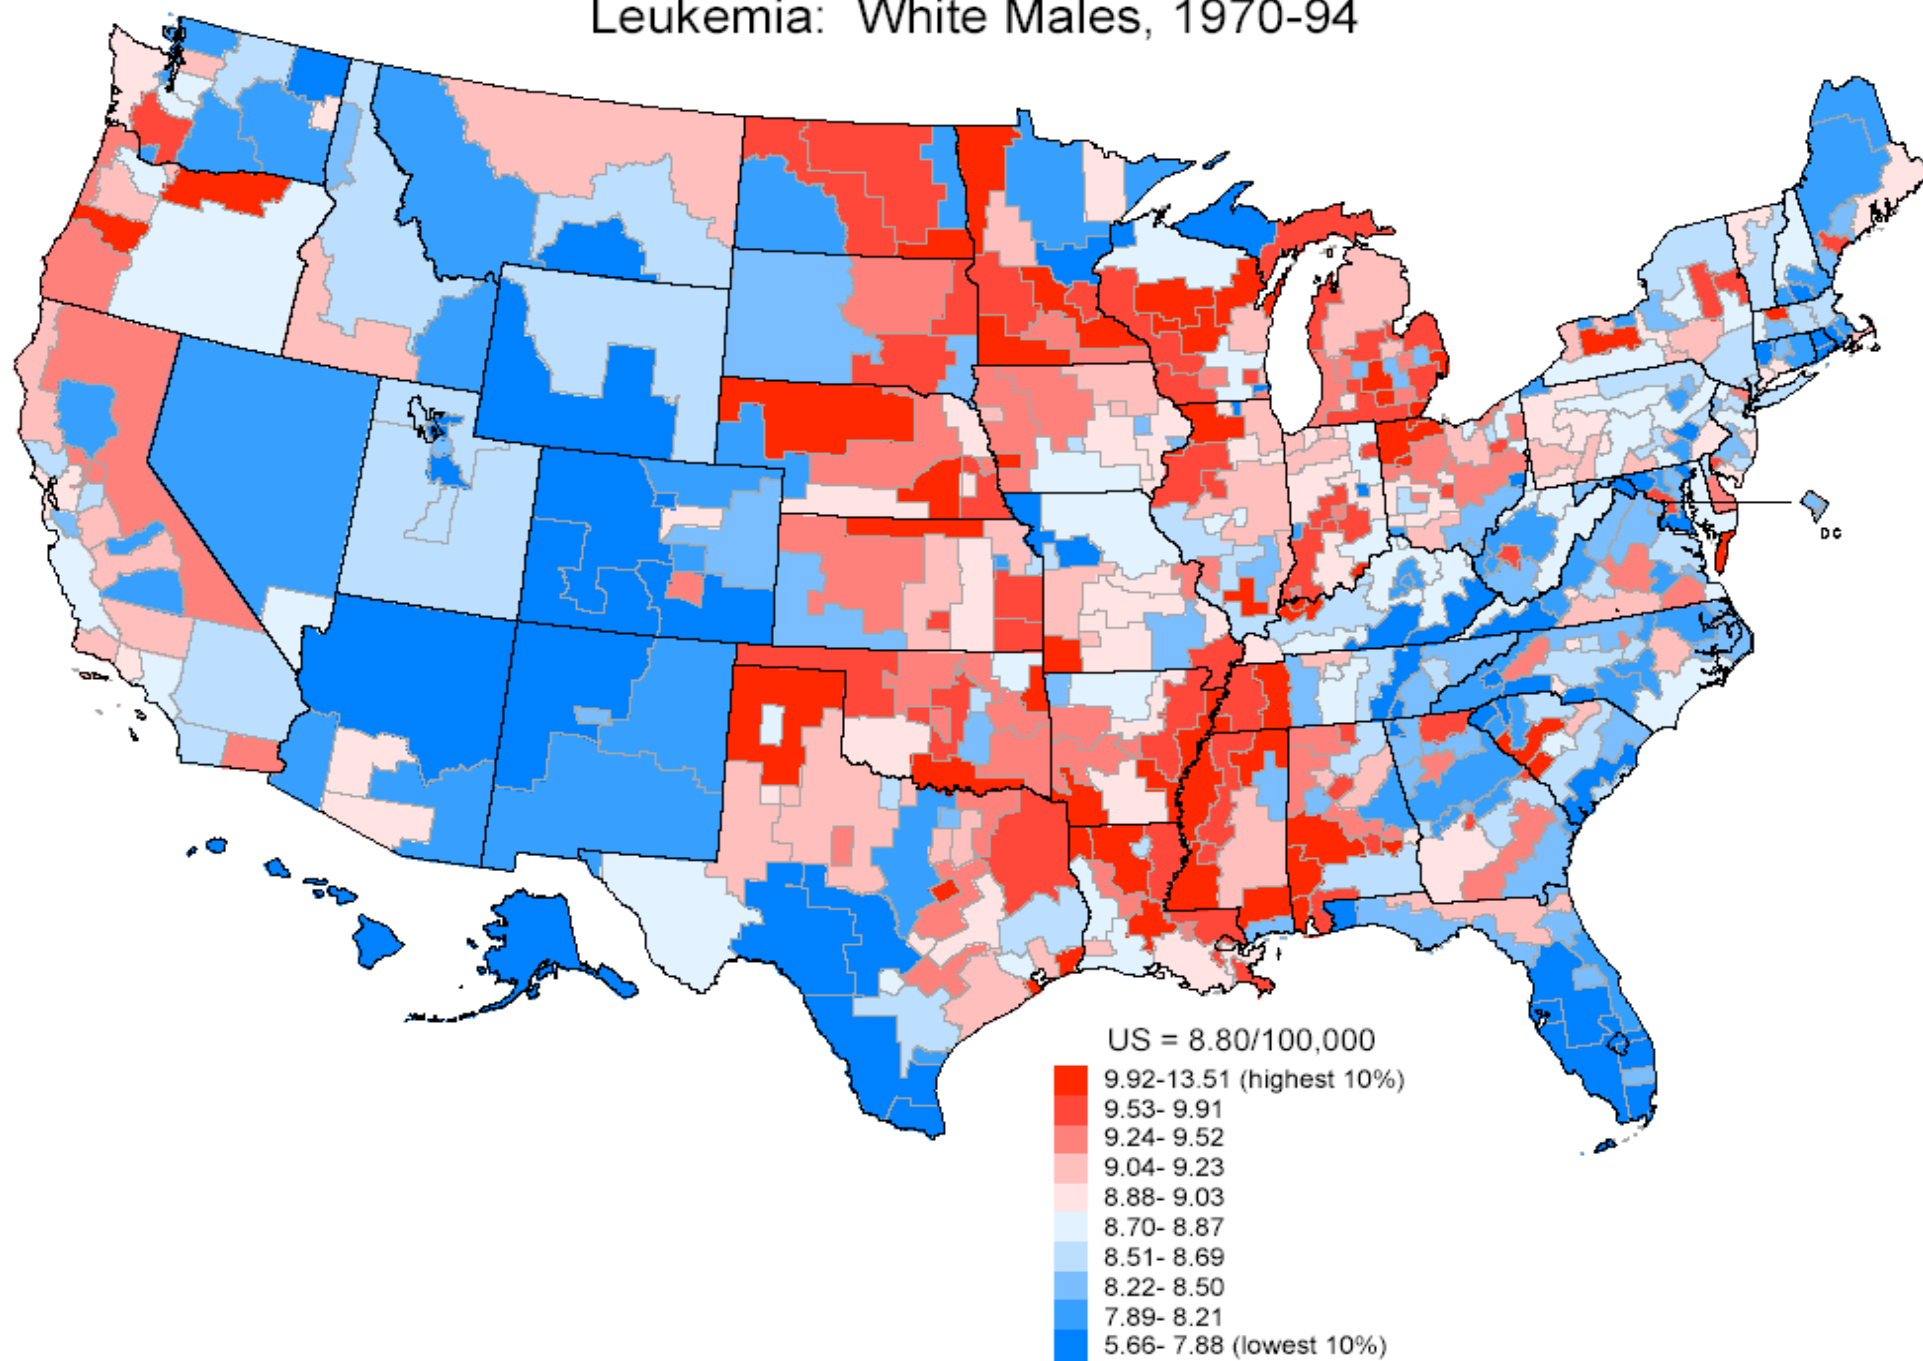 Leukemia: White Males, 1970-94
DC
US = 8.80/100,000
9.92-13.51 (highest 10%)
9.53- 9.91
9.24- 9.52
9.04- 9.23
8.88- 9.03
8.70- 8.87
8.51- 8.69
8.22- 8.50
7.89- 8.21
5.66- 7.88 (lowest 10%)